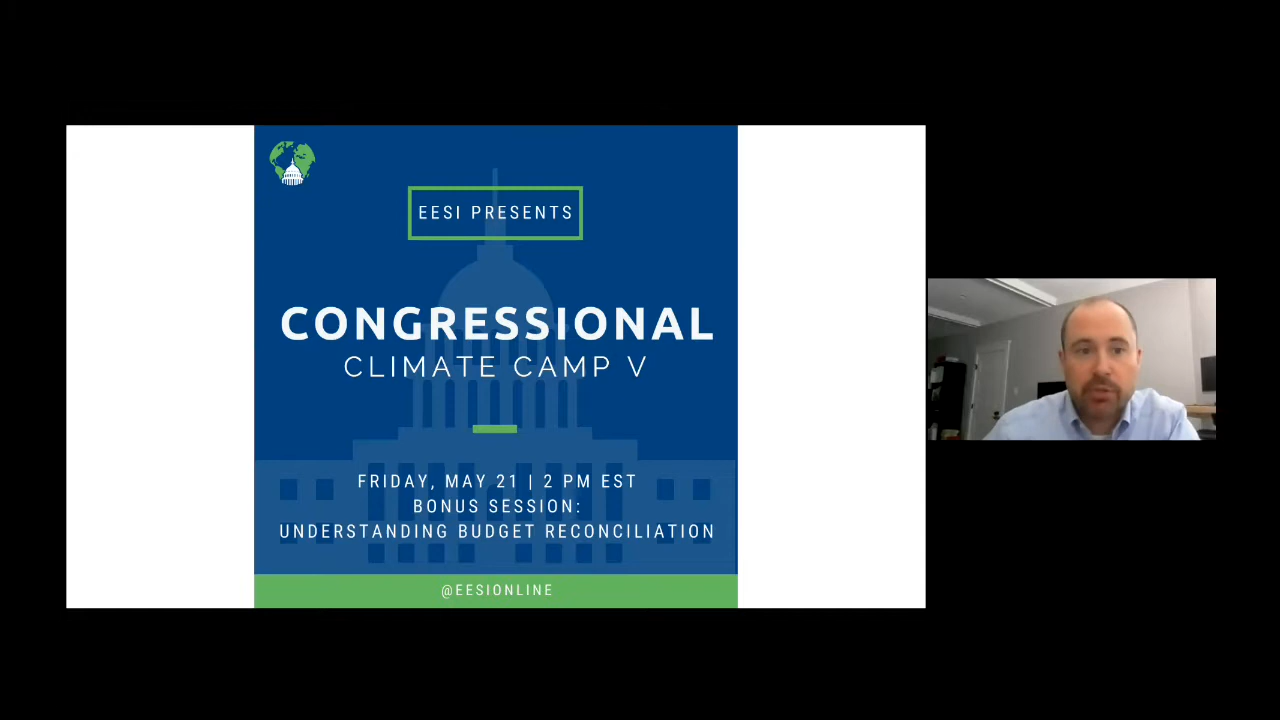 EESI PRESENTS
CONGRESSIONAL
CLIMATE CAMP V
FRIDAY, MAY 21 | 2 PM EST
BONUS SESSION:
UNDERSTANDING BUDGET RECONCILIATION
@EESIONLINE